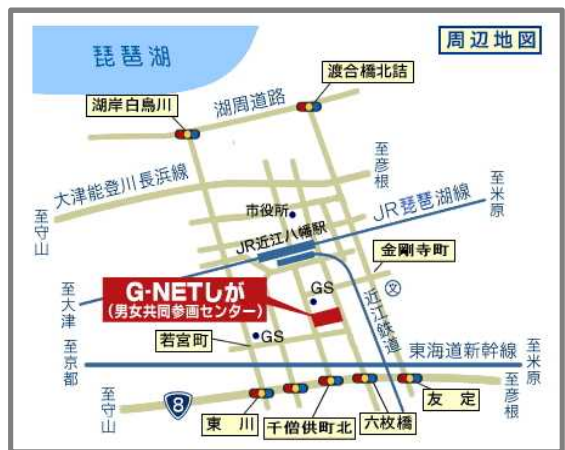 琵琶湖
周辺地図
渡合橋北詰
湖岸白鳥川
湖周道路
大津能登川長浜線
至彦根
至米原
至守山
市役所
JR琵琶湖線
JR近江八幡駅
金剛寺町
G-NETしが
(男女共同参画センター)
GS
文
至大津
近江鉄道
若宮町
GS
至京都
東海道新幹線
至米原
至守山
8
至彦根
東川
千僧供町北
六枚橋
友定